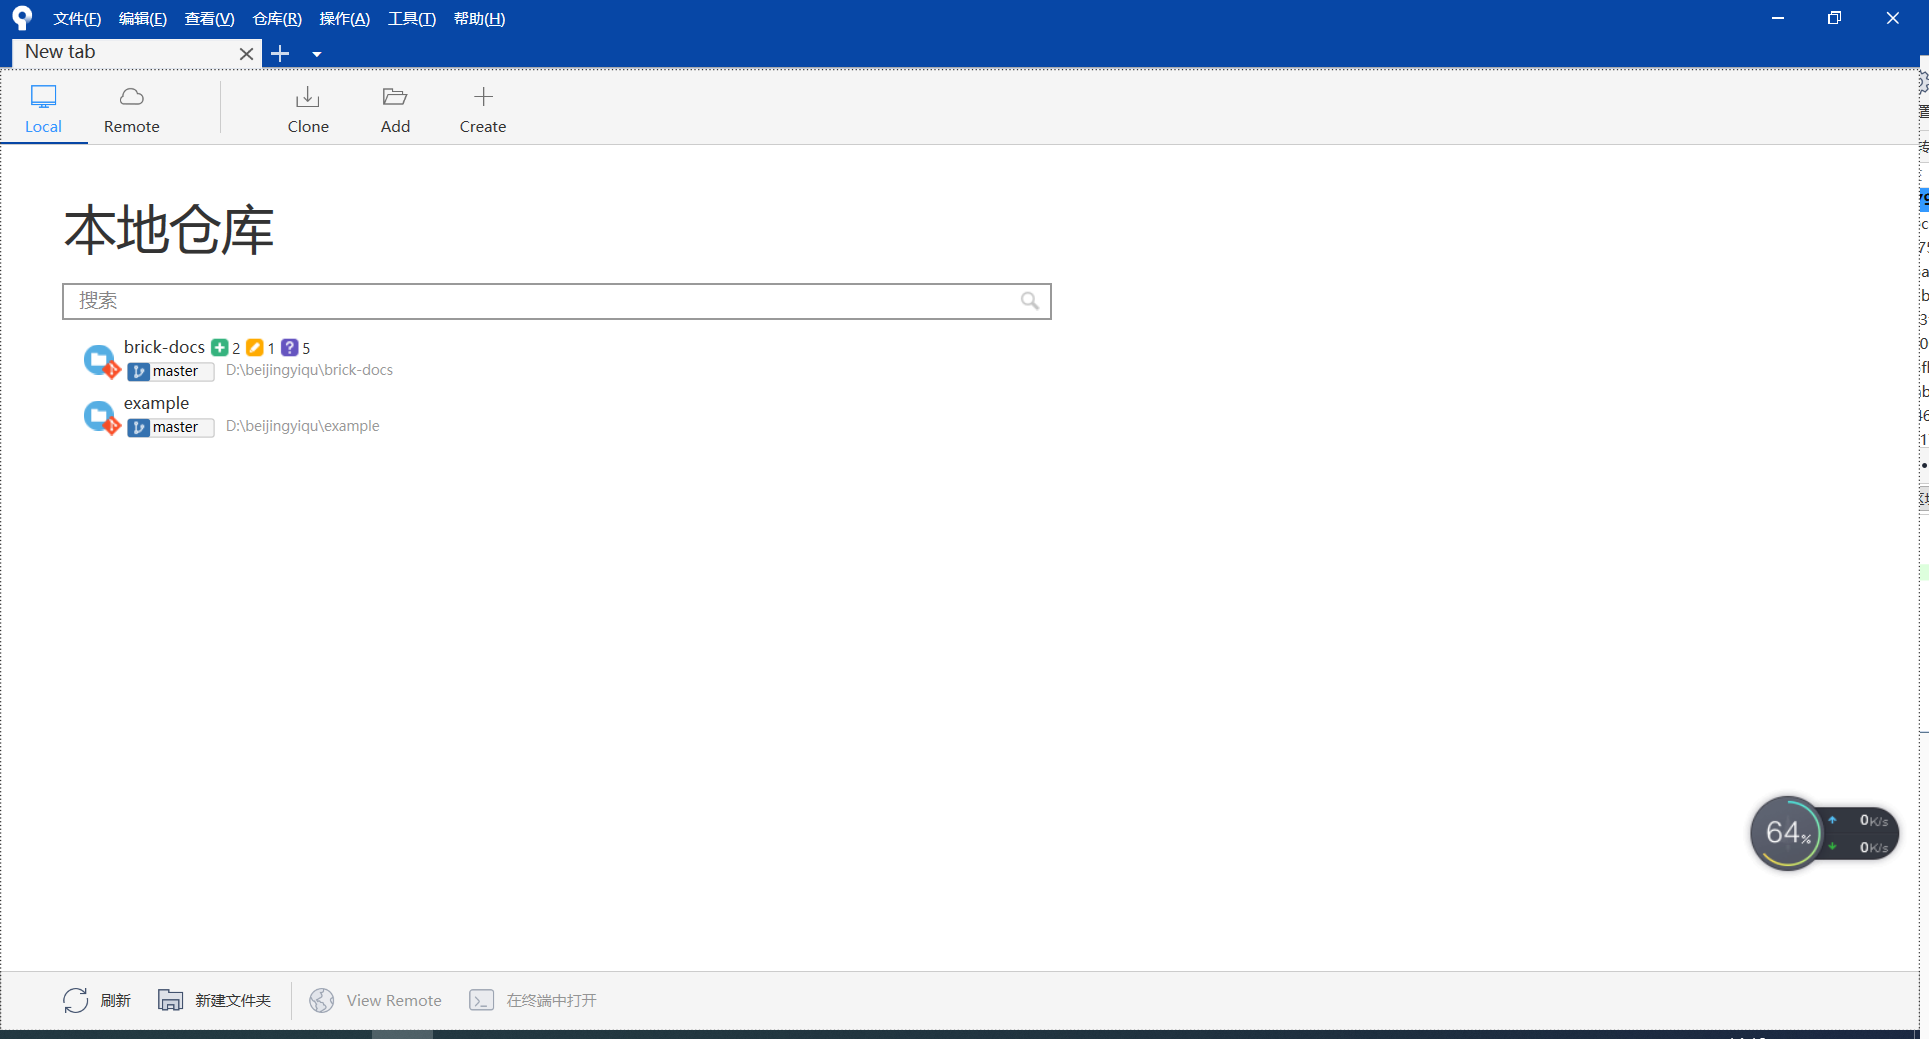 文件(F) 编辑(E) 查看(V) 仓库(R) 操作(A) 工具(T) 帮助(H)
New tab
Local Remote Clone Add Create
本地仓库
搜索
brick-docs 2 1 ? 5
master D:\beijingyiqu\brick-docs
example
master D:\beijingyiqu\example
64% 0K/s
0K/s
刷新 新建文件夹 View Remote 在终端中打开